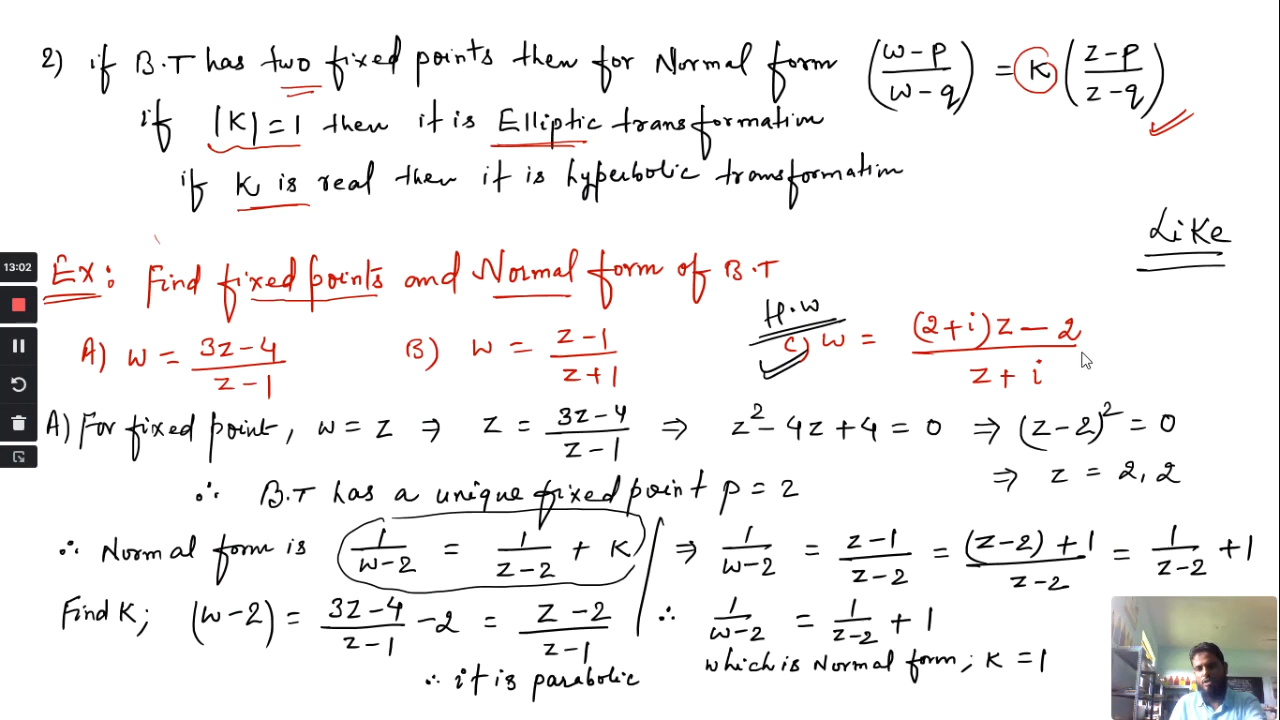 2) if B.T has two fixed points then for Normal form ((w-p)/(w-q)) = K ((z-p)/(z-q))
if |K|=1 then it is Elliptic transformation
if K is real then it is hyperbolic transformation
Like
13:02
Ex: Find fixed points and Normal form of B.T
H.W
A) w = (3z-4)/(z-1) B) w = (z-1)/(z+1) C) w = ((2+i)z-2)/(z+i)
A) For fixed point, w = z ⇒ z = (3z-4)/(z-1) ⇒ z²-4z+4 = 0 ⇒ (z-2)² = 0
⇒ z = 2, 2
∴ B.T has a unique fixed point p = 2
∴ Normal form is 1/(w-2) = 1/(z-2) + K
Find K; (w-2) = (3z-4)/(z-1) - 2 = (z-2)/(z-1)
⇒ 1/(w-2) = (z-1)/(z-2) = ((z-2)+1)/(z-2) = 1/(z-2) + 1
∴ 1/(w-2) = 1/(z-2) + 1
which is Normal form; K = 1
∴ it is parabolic